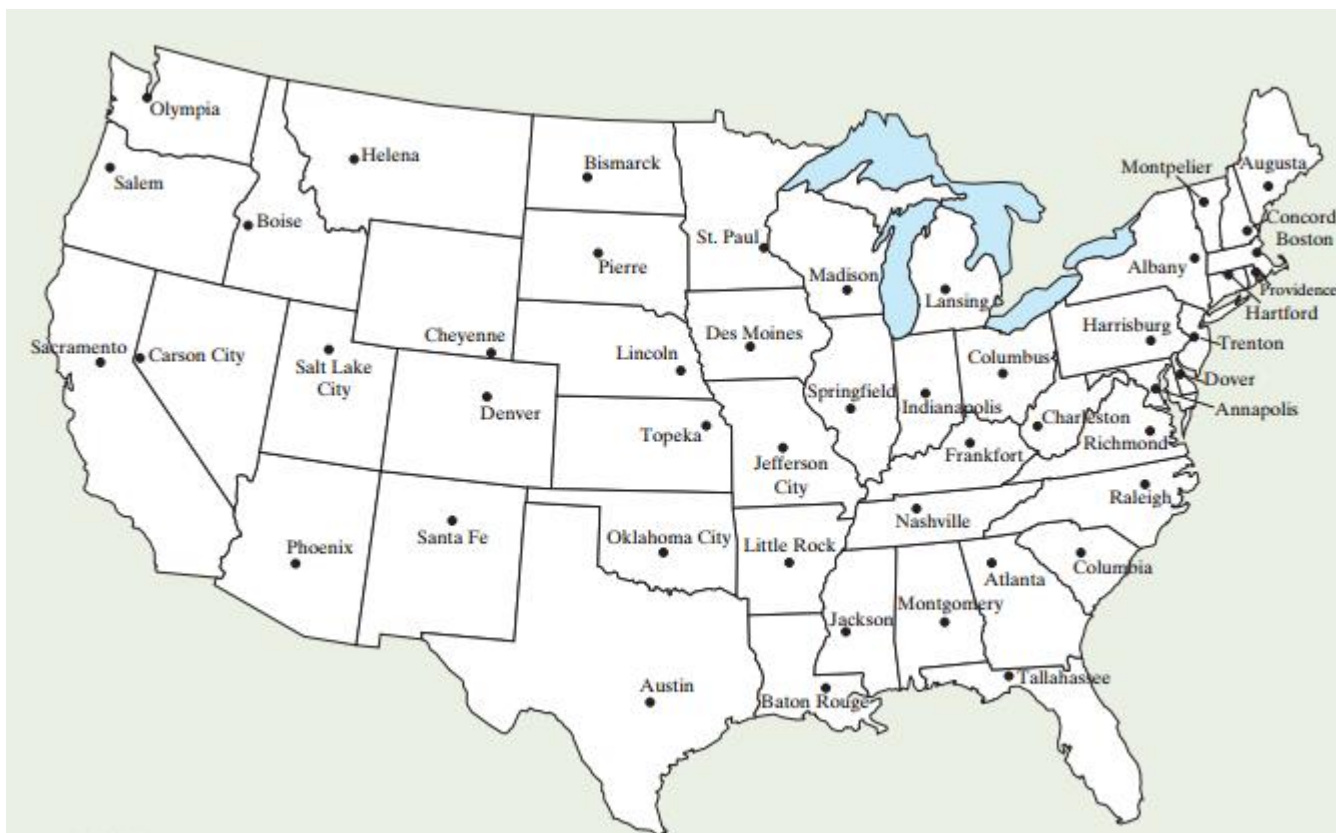 Olympia
Helena
Bismarck
Montpelier
Augusta
Salem
Boise
Concord
St. Paul
Boston
Pierre
Madison
Albany
Lansing
Providence
Hartford
Harrisburg
Des Moines
Cheyenne
Trenton
Sacramento
Carson City
Lincoln
Columbus
Salt Lake
City
Dover
Springfield
Denver
Indianapolis
Annapolis
Charleston
Topeka
Richmond
Jefferson
City
Frankfort
Raleigh
Nashville
Santa Fe
Oklahoma City
Little Rock
Phoenix
Columbia
Atlanta
Montgomery
Jackson
Tallahassee
Austin
Baton Rouge